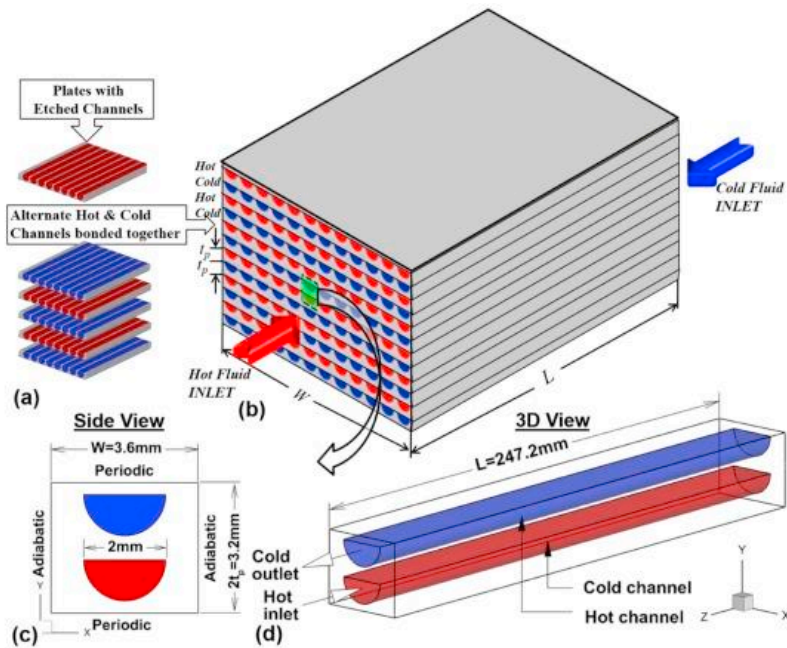 Plates with
Etched Channels
Alternate Hot & Cold
Channels bonded together
(a)
Hot
Cold
Hot
Cold
t_p
t_p
Cold Fluid
INLET
Hot Fluid
INLET
W
L
(b)
Side View
W=3.6mm
Periodic
Adiabatic
2mm
Adiabatic
2t_p=3.2mm
Periodic
Y
X
(c)
3D View
L=247.2mm
Cold
outlet
Hot
inlet
Cold channel
Hot channel
Y
Z
X
(d)